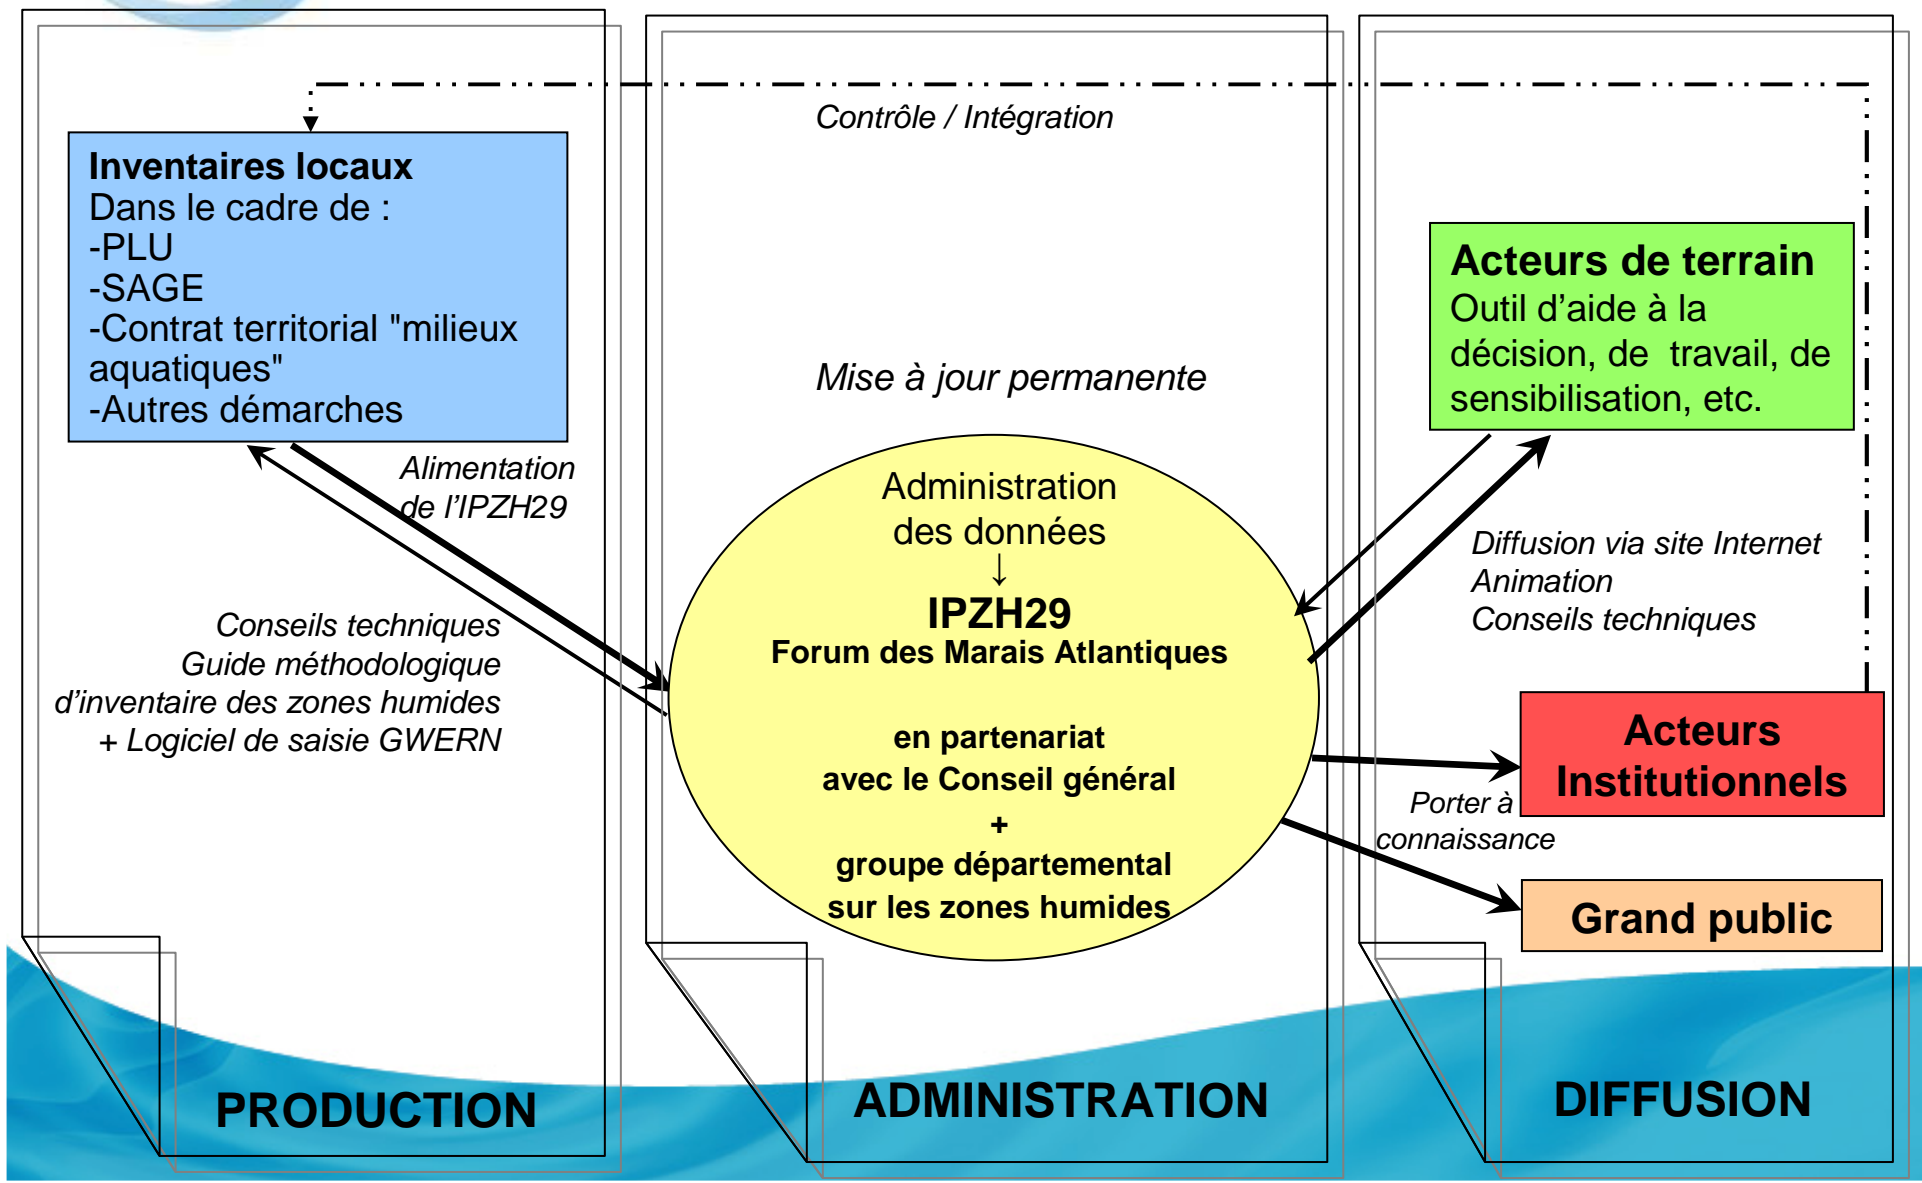 Contrôle / Intégration
Inventaires locaux
Dans le cadre de :
-PLU
-SAGE
-Contrat territorial "milieux
aquatiques"
-Autres démarches
Alimentation
de l'IPZH29
Conseils techniques
Guide méthodologique
d'inventaire des zones humides
+ Logiciel de saisie GWERN
PRODUCTION
Mise à jour permanente
Administration
des données
↓
IPZH29
Forum des Marais Atlantiques
en partenariat
avec le Conseil général
+
groupe départemental
sur les zones humides
ADMINISTRATION
Acteurs de terrain
Outil d'aide à la
décision, de  travail, de
sensibilisation, etc.
Diffusion via site Internet
Animation
Conseils techniques
Acteurs
Institutionnels
Porter à
connaissance
Grand public
DIFFUSION